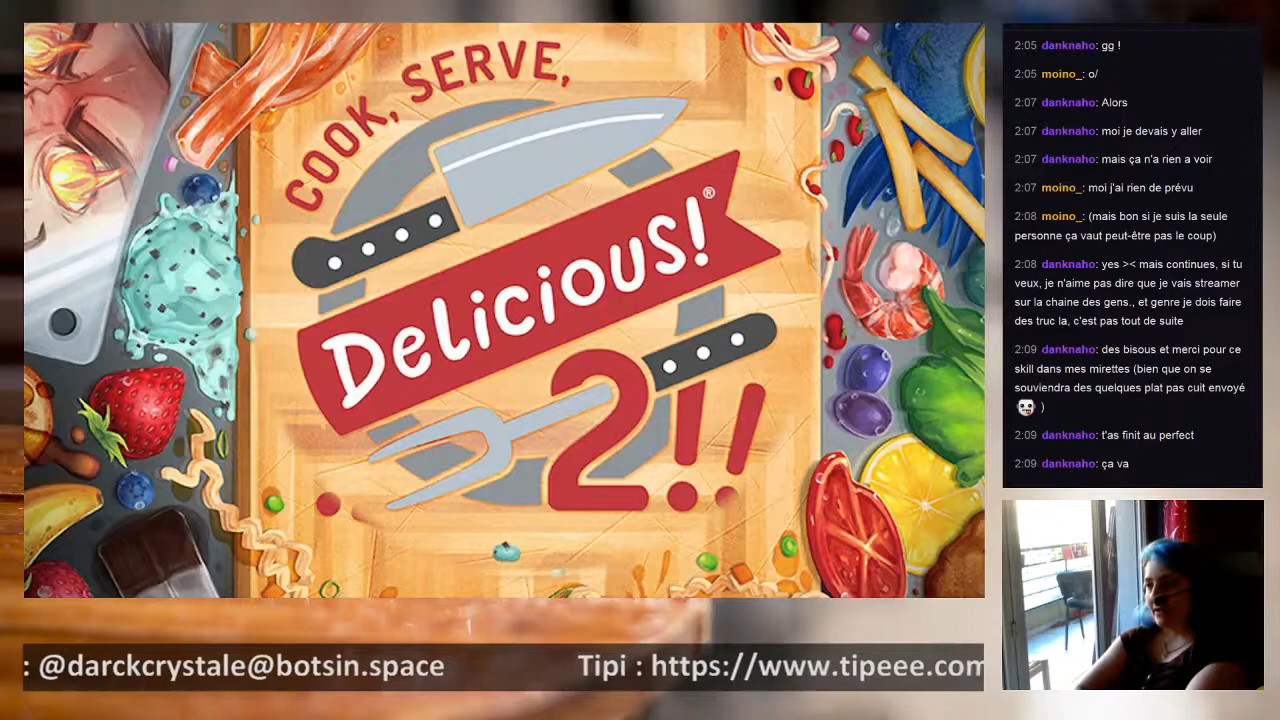 COOK, SERVE,
DELICIOUS!®
2!!
2:05 danknaho: gg !
2:05 moino_: o/
2:07 danknaho: Alors
2:07 danknaho: moi je devais y aller
2:07 danknaho: mais ça n'a rien a voir
2:07 moino_: moi j'ai rien de prévu
2:08 moino_: (mais bon si je suis la seule
personne ça vaut peut-être pas le coup)
2:08 danknaho: yes >< mais continues, si tu
veux, je n'aime pas dire que je vais streamer
sur la chaine des gens., et genre je dois faire
des truc la, c'est pas tout de suite
2:09 danknaho: des bisous et merci pour ce
skill dans mes mirettes (bien que on se
souviendra des quelques plat pas cuit envoyé
)
2:09 danknaho: t'as finit au perfect
2:09 danknaho: ça va
: @darckcrystale@botsin.space Tipi : https://www.tipeee.com